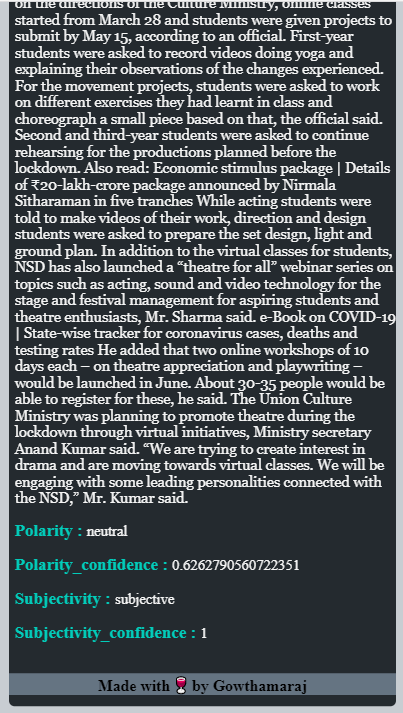 on the directions of the Culture Ministry, online classes
started from March 28 and students were given projects to
submit by May 15, according to an official. First-year
students were asked to record videos doing yoga and
explaining their observations of the changes experienced.
For the movement projects, students were asked to work
on different exercises they had learnt in class and
choreograph a small piece based on that, the official said.
Second and third-year students were asked to continue
rehearsing for the productions planned before the
lockdown. Also read: Economic stimulus package | Details
of ₹20-lakh-crore package announced by Nirmala
Sitharaman in five tranches While acting students were
told to make videos of their work, direction and design
students were asked to prepare the set design, light and
ground plan. In addition to the virtual classes for students,
NSD has also launched a “theatre for all” webinar series on
topics such as acting, sound and video technology for the
stage and festival management for aspiring students and
theatre enthusiasts, Mr. Sharma said. e-Book on COVID-19
| State-wise tracker for coronavirus cases, deaths and
testing rates He added that two online workshops of 10
days each – on theatre appreciation and playwriting –
would be launched in June. About 30-35 people would be
able to register for these, he said. The Union Culture
Ministry was planning to promote theatre during the
lockdown through virtual initiatives, Ministry secretary
Anand Kumar said. “We are trying to create interest in
drama and are moving towards virtual classes. We will be
engaging with some leading personalities connected with
the NSD,” Mr. Kumar said.
Polarity : neutral
Polarity_confidence : 0.6262790560722351
Subjectivity : subjective
Subjectivity_confidence : 1
Made with 🍷 by Gowthamaraj